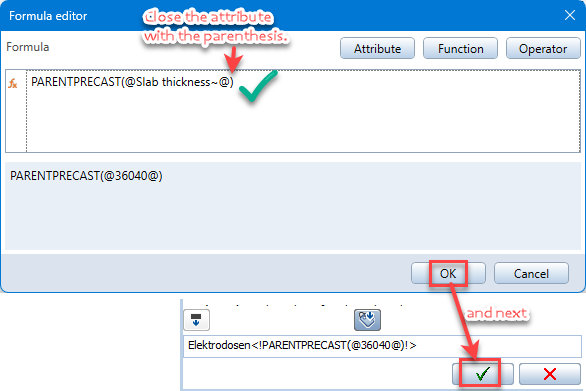 Formula editor
Close the attribute
with the parenthesis.
Formula
Attribute
Function
Operator
fx
PARENTPRECAST(@Slab thickness~@)
PARENTPRECAST(@36040@)
OK
Cancel
and next
Elektrodosen<!PARENTPRECAST(@36040@)!>